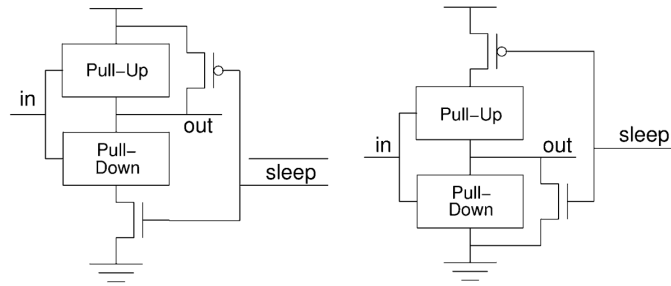 Pull-Up
in
out
Pull-
Down
sleep
Pull-Up
in
out
sleep
Pull-
Down